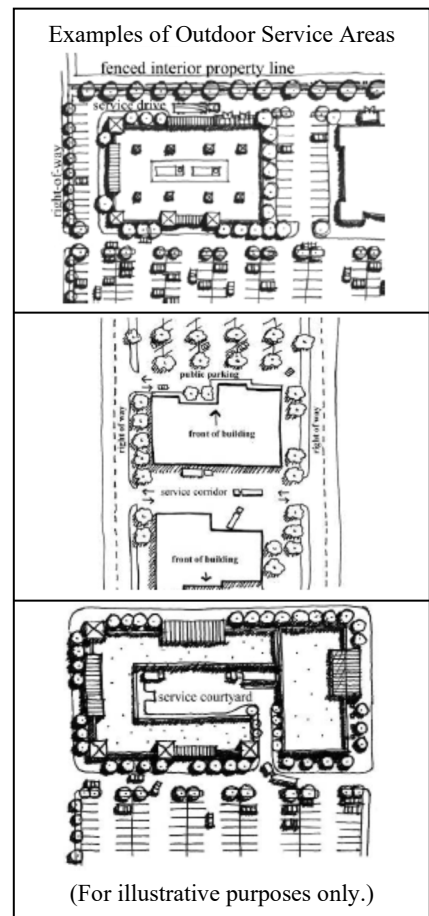 Examples of Outdoor Service Areas
fenced interior property line
service drive
right-of-way
public parking
right of way
front of building
right of way
service corridor
front of building
service courtyard
(For illustrative purposes only.)